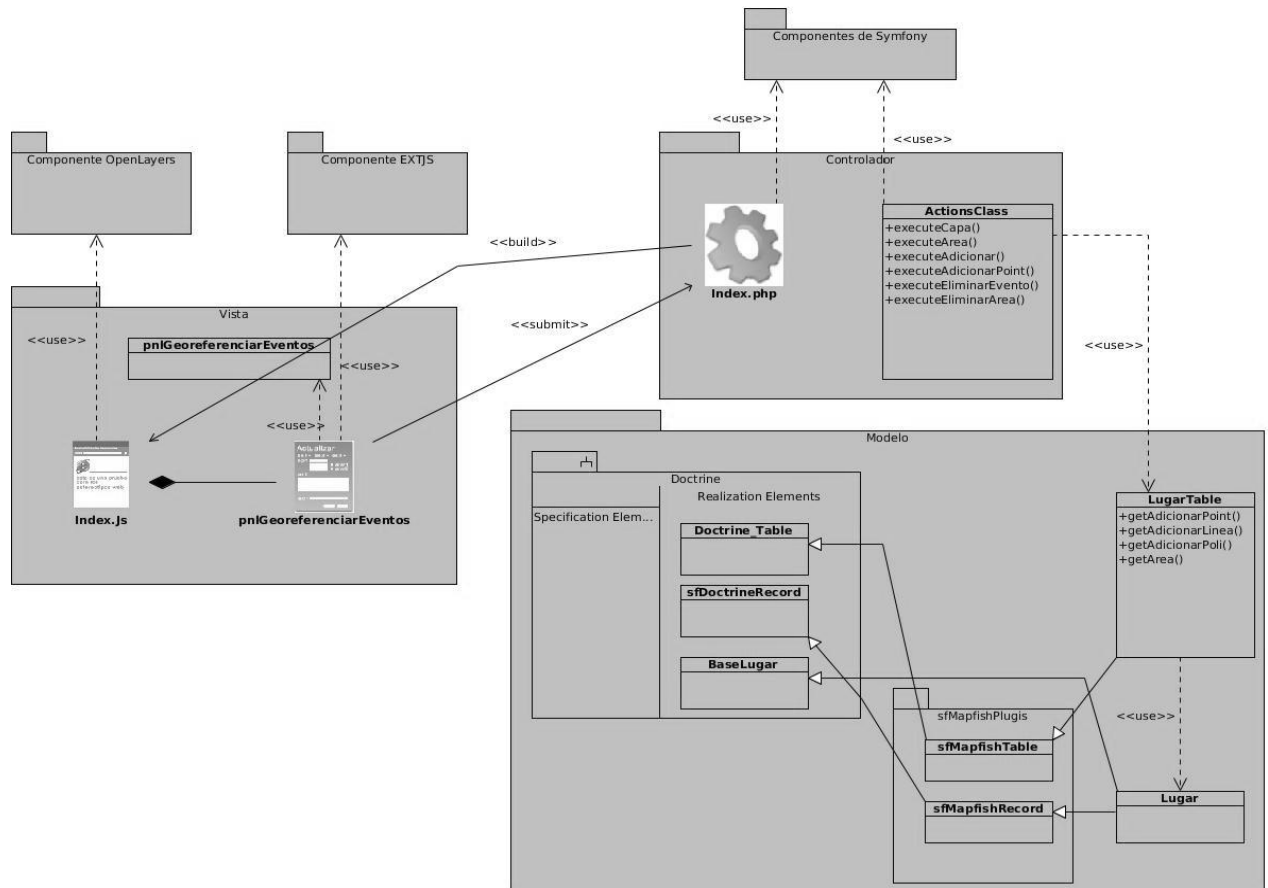 Componentes de Symfony
<<use>>
<<use>>
Componente OpenLayers
Componente EXTJS
Controlador
ActionsClass
+executeCapa()
+executeArea()
+executeAdicionar()
+executeAdicionarPoint()
+executeEliminarEvento()
+executeEliminarArea()
Index.php
<<build>>
<<submit>>
<<use>>
Vista
<<use>>
pnlGeoreferenciarEventos
<<use>>
<<use>>
Actualizar
Index.Js
pnlGeoreferenciarEventos
Modelo
Doctrine
Realization Elements
Specification Elem...
Doctrine_Table
sfDoctrineRecord
BaseLugar
LugarTable
+getAdicionarPoint()
+getAdicionarLinea()
+getAdicionarPoli()
+getArea()
<<use>>
sfMapfishPlugis
sfMapfishTable
sfMapfishRecord
Lugar